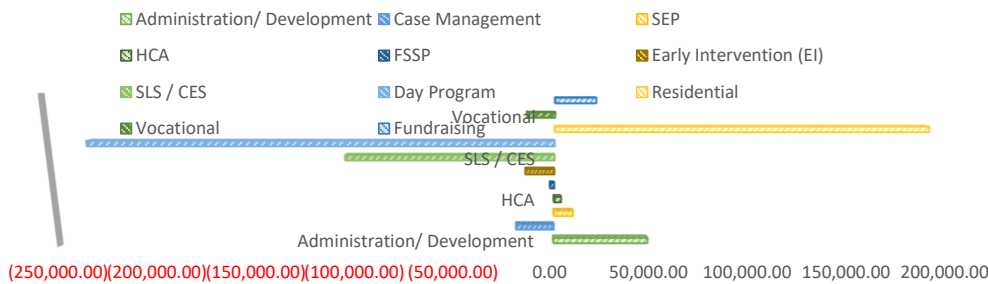 Administration/ Development Case Management SEP
HCA FSSP Early Intervention (EI)
SLS / CES Day Program Residential
Vocational Fundraising
Vocational
SLS / CES
HCA
Administration/ Development
(250,000.00) (200,000.00) (150,000.00) (100,000.00) (50,000.00) 0.00 50,000.00 100,000.00 150,000.00 200,000.00